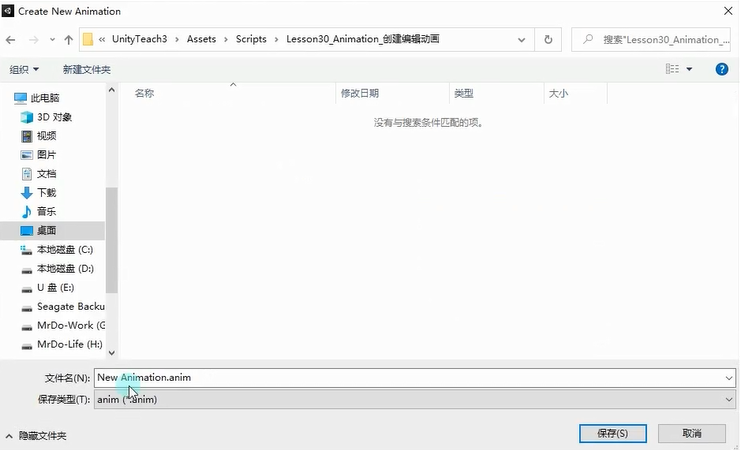 Create New Animation
« UnityTeach3 > Assets > Scripts > Lesson30_Animation_创建编辑动画
搜索"Lesson30_Animation_...
组织 新建文件夹
此电脑
3D 对象
视频
图片
文档
下载
音乐
桌面
本地磁盘 (C:)
本地磁盘 (D:)
U 盘 (E:)
Seagate Backu
MrDo-Work (G
MrDo-Life (H:)
名称 修改日期 类型 大小
没有与搜索条件匹配的项。
文件名(N): New Animation.anim
保存类型(T): anim (*.anim)
隐藏文件夹 保存(S) 取消